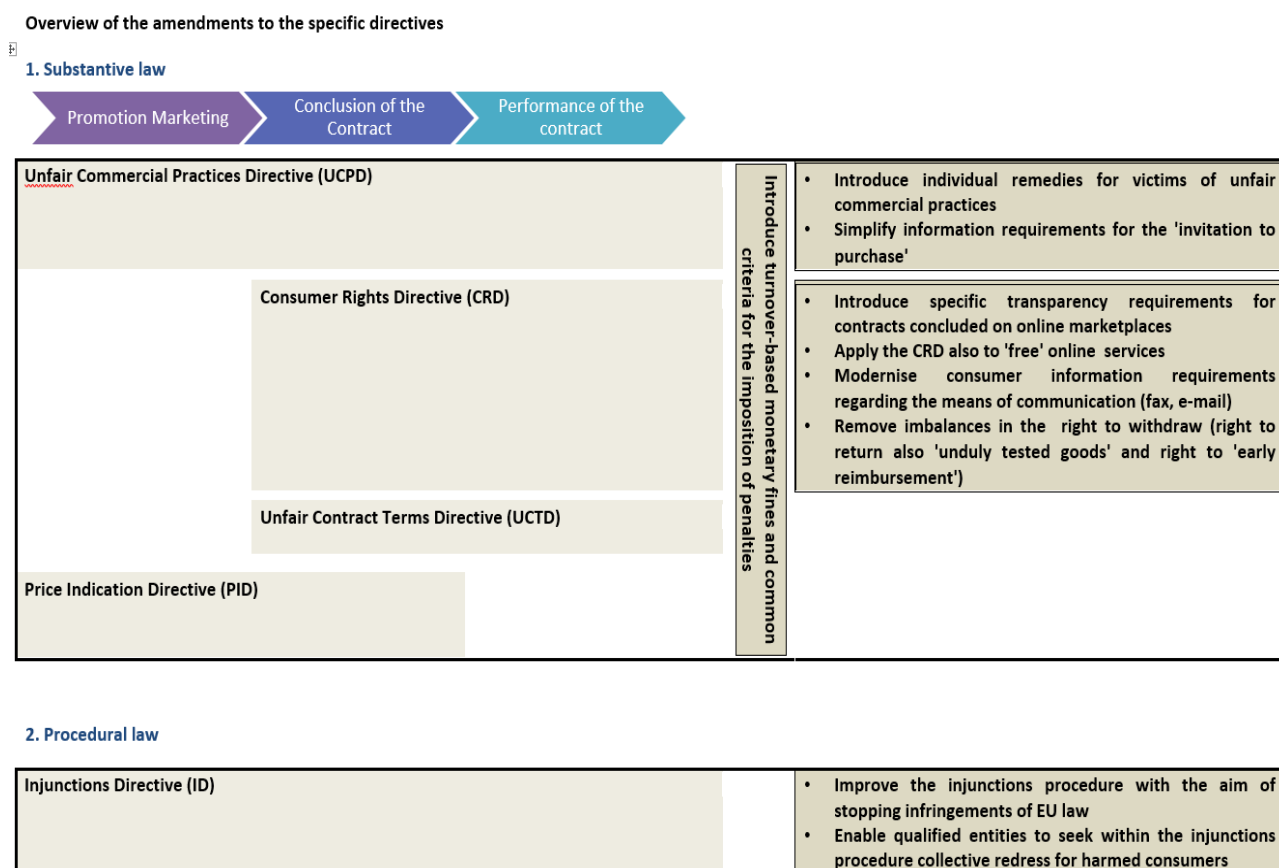 Overview of the amendments to the specific directives
1. Substantive law
Promotion Marketing
Conclusion of the
Contract
Performance of the
contract
Unfair Commercial Practices Directive (UCPD)
Consumer Rights Directive (CRD)
Unfair Contract Terms Directive (UCTD)
Price Indication Directive (PID)
Introduce turnover-based monetary fines and common
criteria for the imposition of penalties
• Introduce individual remedies for victims of unfair
commercial practices
• Simplify information requirements for the 'invitation to
purchase'
• Introduce specific transparency requirements for
contracts concluded on online marketplaces
• Apply the CRD also to 'free' online services
• Modernise consumer information requirements
regarding the means of communication (fax, e-mail)
• Remove imbalances in the right to withdraw (right to
return also 'unduly tested goods' and right to 'early
reimbursement')
2. Procedural law
Injunctions Directive (ID)
• Improve the injunctions procedure with the aim of
stopping infringements of EU law
• Enable qualified entities to seek within the injunctions
procedure collective redress for harmed consumers